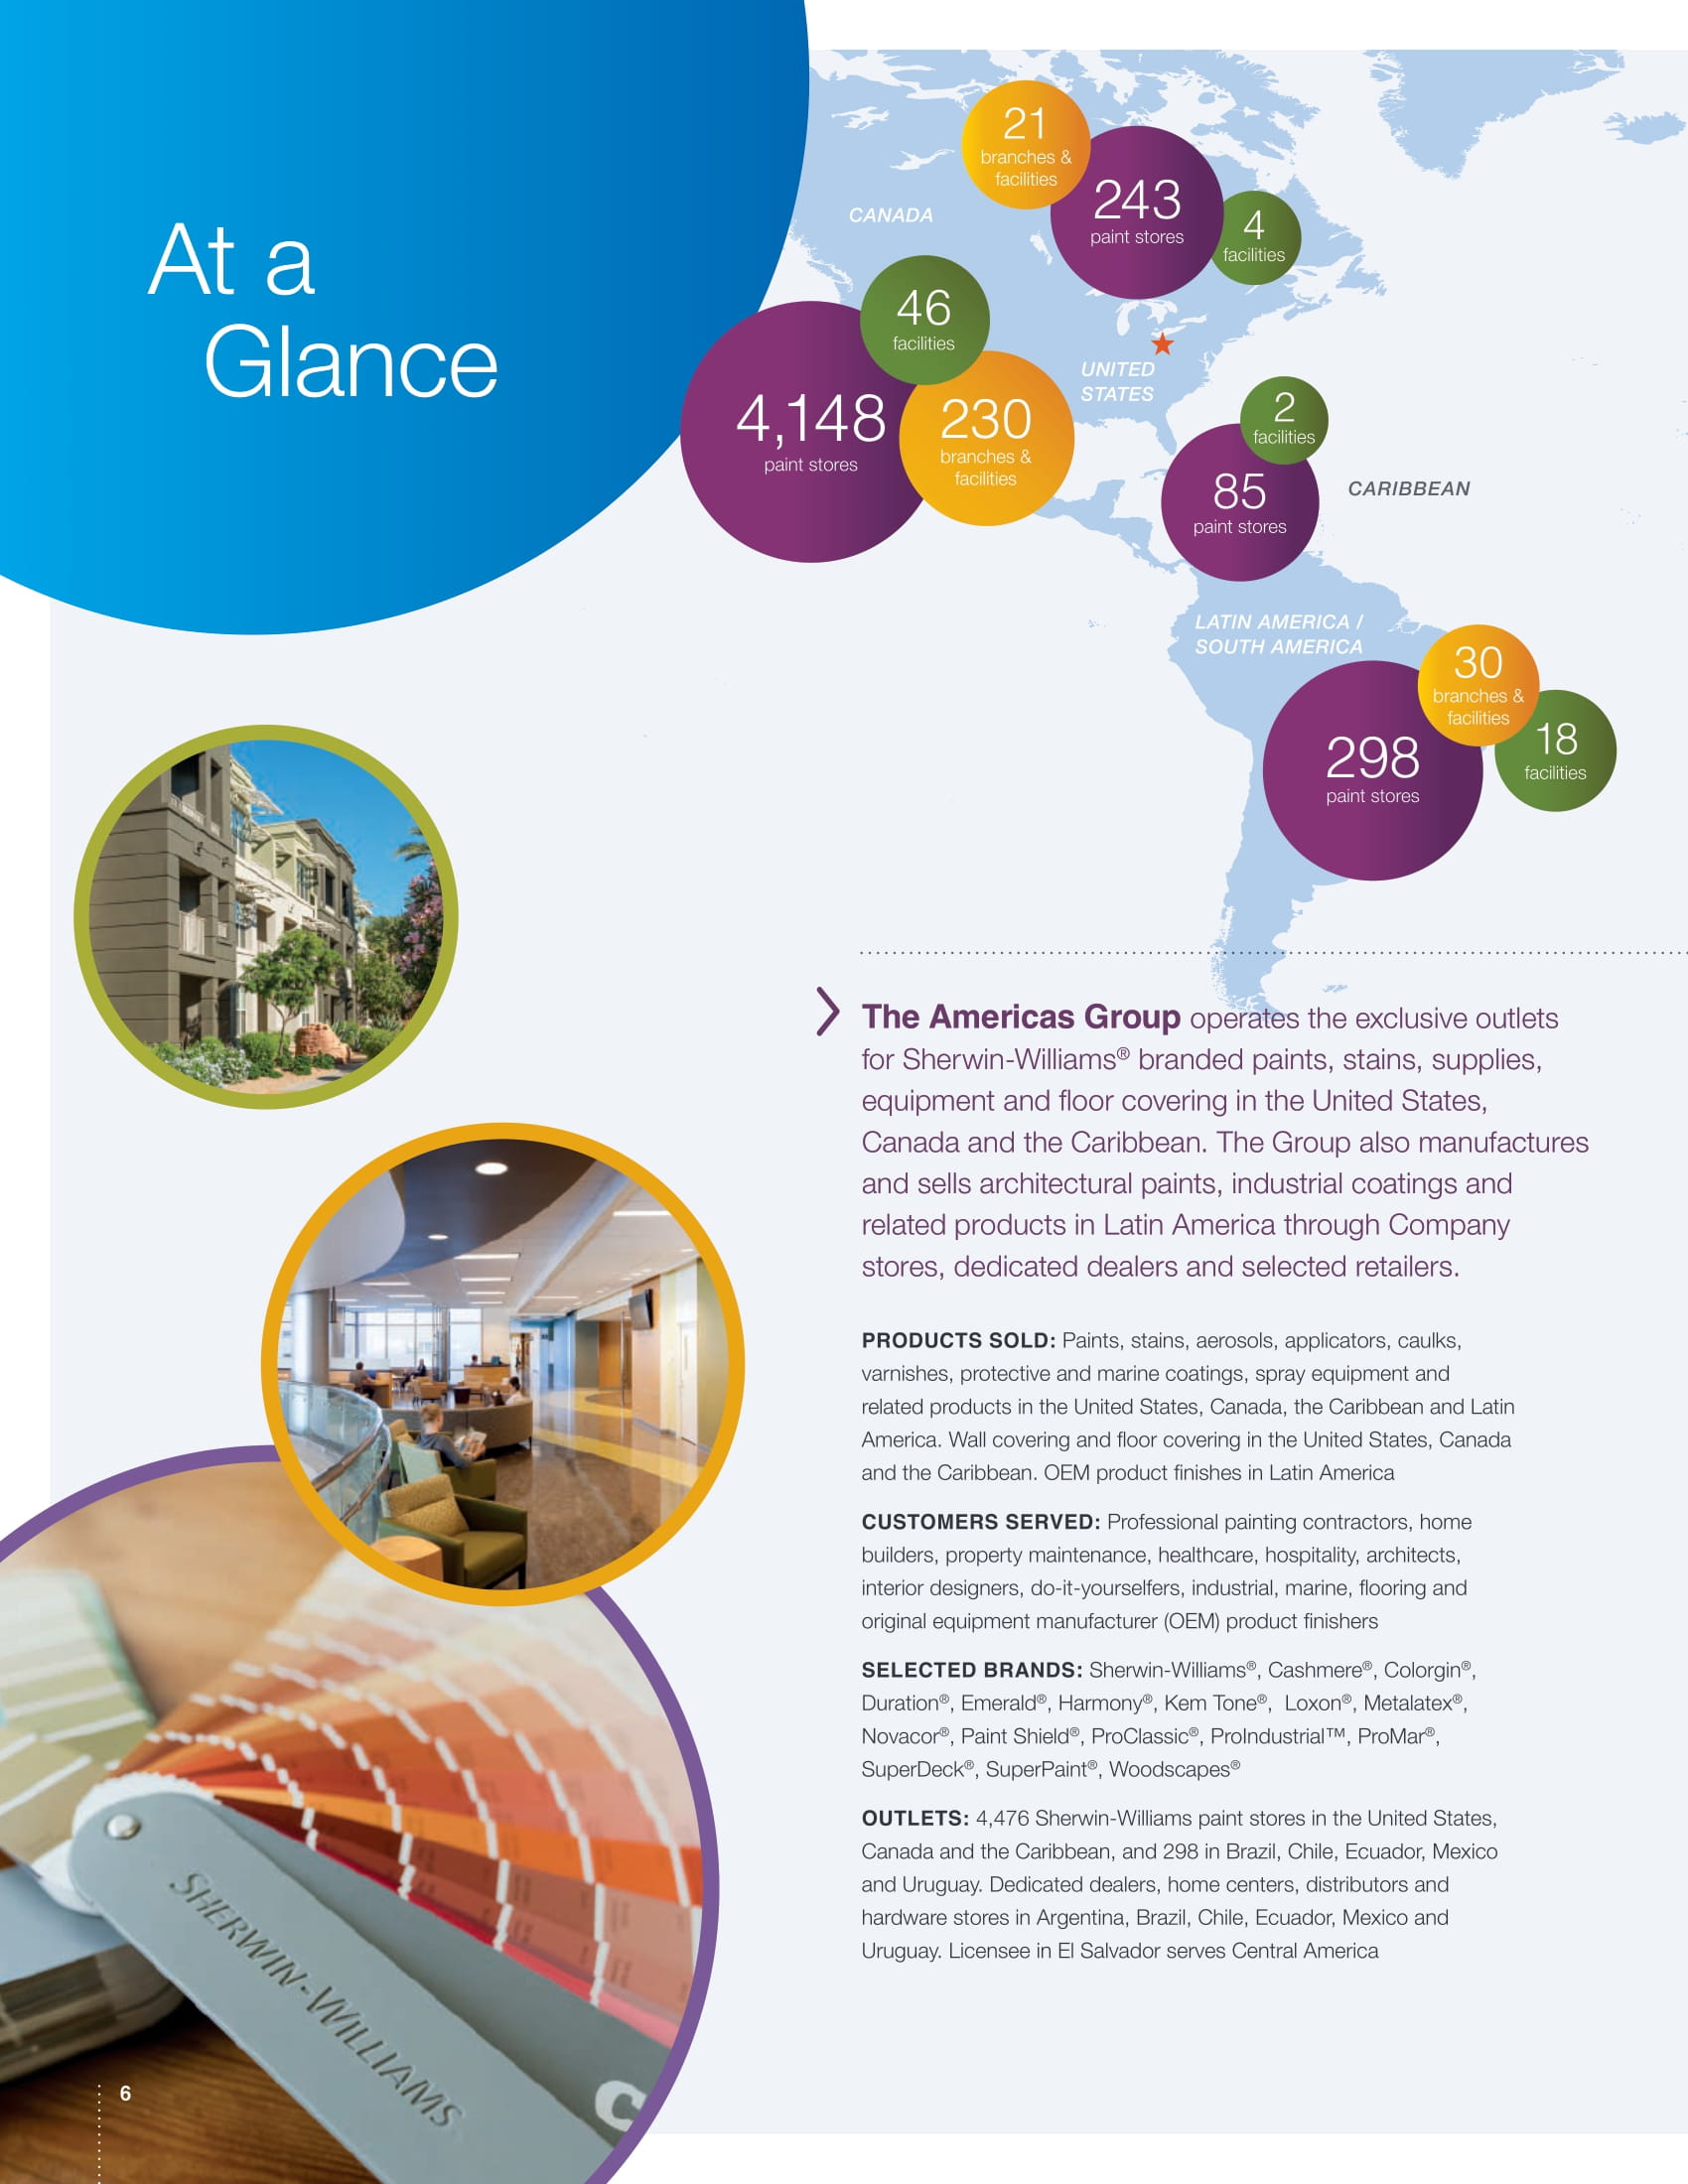 At a
Glance
21
branches &
facilities
243
paint stores
4
facilities
CANADA
46
facilities
4,148
paint stores
230
branches &
facilities
UNITED
STATES
2
facilities
85
paint stores
CARIBBEAN
LATIN AMERICA /
SOUTH AMERICA
30
branches &
facilities
298
paint stores
18
facilities
The Americas Group operates the exclusive outlets
for Sherwin-Williams® branded paints, stains, supplies,
equipment and floor covering in the United States,
Canada and the Caribbean. The Group also manufactures
and sells architectural paints, industrial coatings and
related products in Latin America through Company
stores, dedicated dealers and selected retailers.
PRODUCTS SOLD: Paints, stains, aerosols, applicators, caulks,
varnishes, protective and marine coatings, spray equipment and
related products in the United States, Canada, the Caribbean and Latin
America. Wall covering and floor covering in the United States, Canada
and the Caribbean. OEM product finishes in Latin America
CUSTOMERS SERVED: Professional painting contractors, home
builders, property maintenance, healthcare, hospitality, architects,
interior designers, do-it-yourselfers, industrial, marine, flooring and
original equipment manufacturer (OEM) product finishers
SELECTED BRANDS: Sherwin-Williams®, Cashmere®, Colorgin®,
Duration®, Emerald®, Harmony®, Kem Tone®, Loxon®, Metalatex®,
Novacor®, Paint Shield®, ProClassic®, ProIndustrial™, ProMar®,
SuperDeck®, SuperPaint®, Woodscapes®
OUTLETS: 4,476 Sherwin-Williams paint stores in the United States,
Canada and the Caribbean, and 298 in Brazil, Chile, Ecuador, Mexico
and Uruguay. Dedicated dealers, home centers, distributors and
hardware stores in Argentina, Brazil, Chile, Ecuador, Mexico and
Uruguay. Licensee in El Salvador serves Central America
SHERWIN-WILLIAMS
C
6